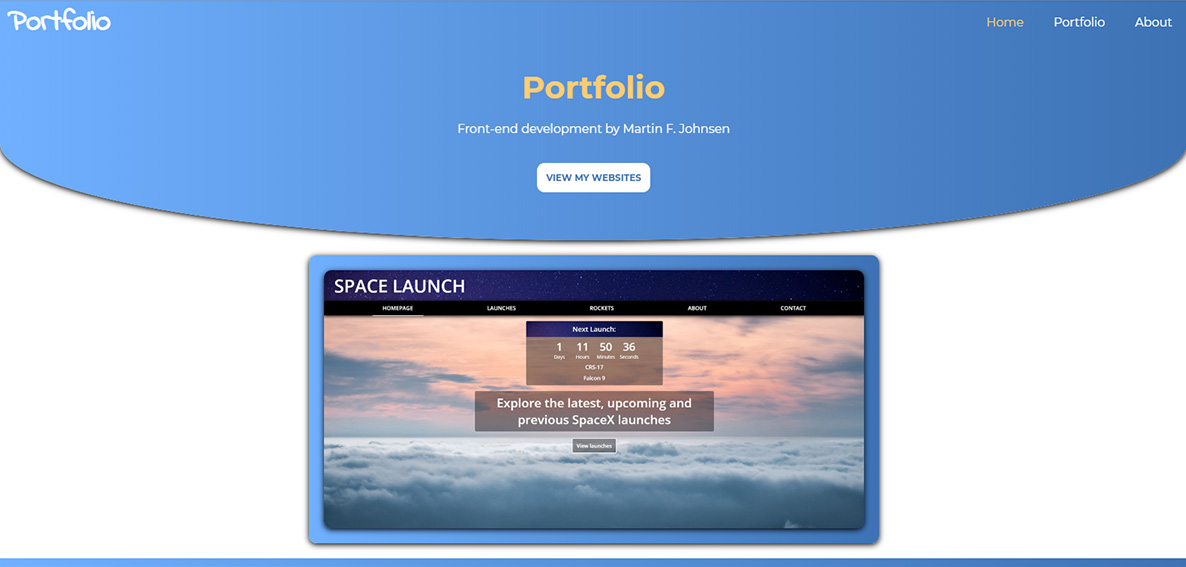 Portfolio
Home Portfolio About
Portfolio
Front-end development by Martin F. Johnsen
VIEW MY WEBSITES
SPACE LAUNCH
HOMEPAGE LAUNCHES ROCKETS ABOUT CONTACT
Next Launch:
1 11 50 36
Days Hours Minutes Seconds
CRS-17
Falcon 9
Explore the latest, upcoming and
previous SpaceX launches
View launches